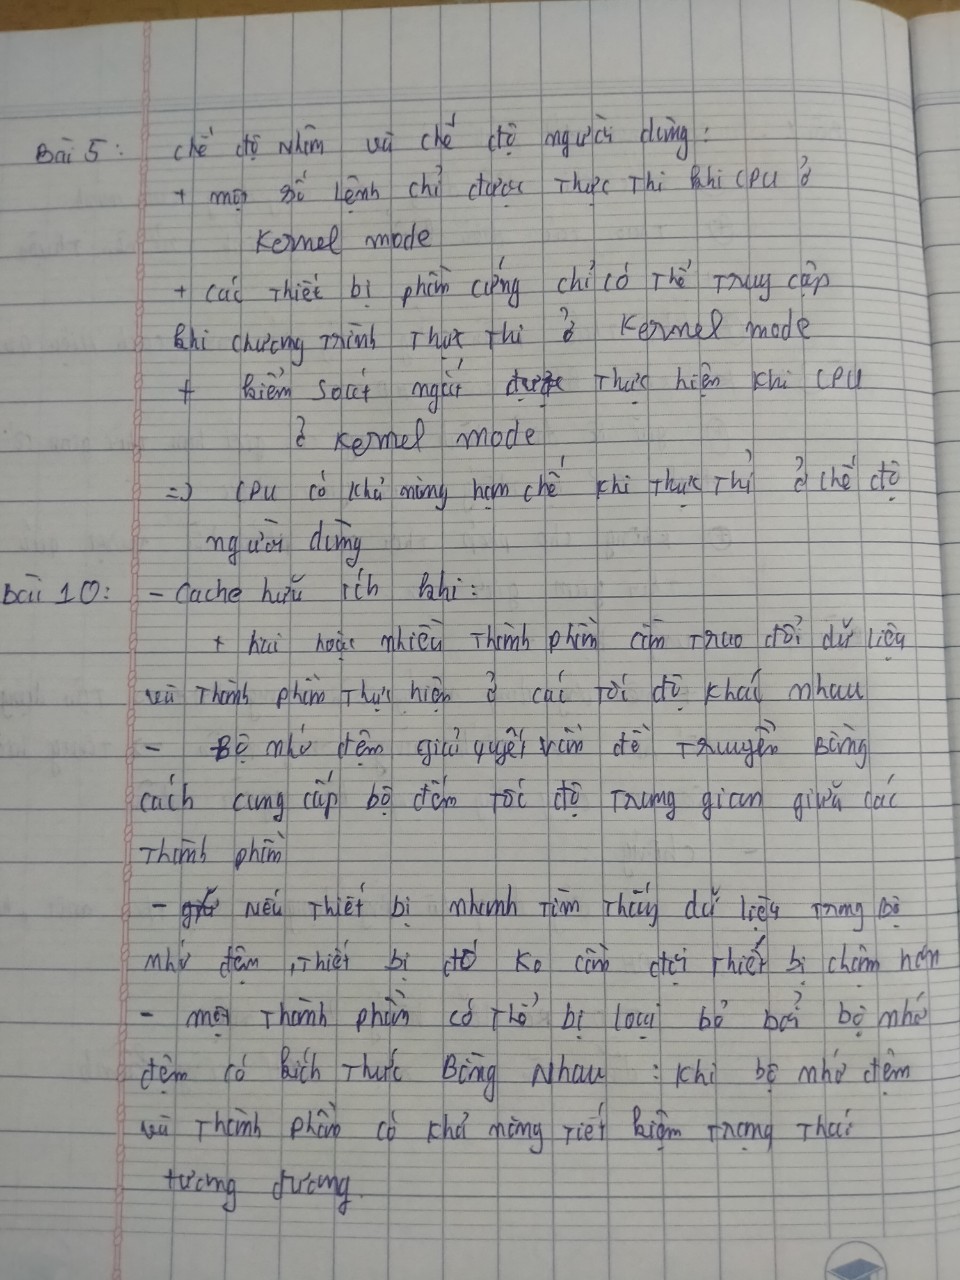 Bài 5: chế độ nhân và chế độ người dùng:
+ một số lệnh chỉ được thực thi khi CPU ở
Kernel mode
+ các thiết bị phần cứng chỉ có thể truy cập
khi chương trình thực thi ở Kernel mode
+ kiểm soát ngắt được thực hiện khi CPU
ở Kernel mode
=> CPU có khả năng hạn chế khi thực thi ở chế độ
người dùng
Bài 10: - Cache hữu ích khi:
+ hai hoặc nhiều thành phần cần trao đổi dữ liệu
và thành phần thực hiện ở các tốc độ khác nhau
- Bộ nhớ đệm giải quyết vấn đề truyền bằng
cách cung cấp bộ đếm tốc độ trung gian giữa các
thành phần
- nếu thiết bị nhanh tìm thấy dữ liệu trong bộ
nhớ đệm, thiết bị đó ko cần đợi thiết bị chậm hơn
- một thành phần có thể bị loại bỏ bởi bộ nhớ
đệm có kích thước bằng nhau: khi bộ nhớ đệm
và thành phần có khả năng tiết kiệm trạng thái
tương đương.